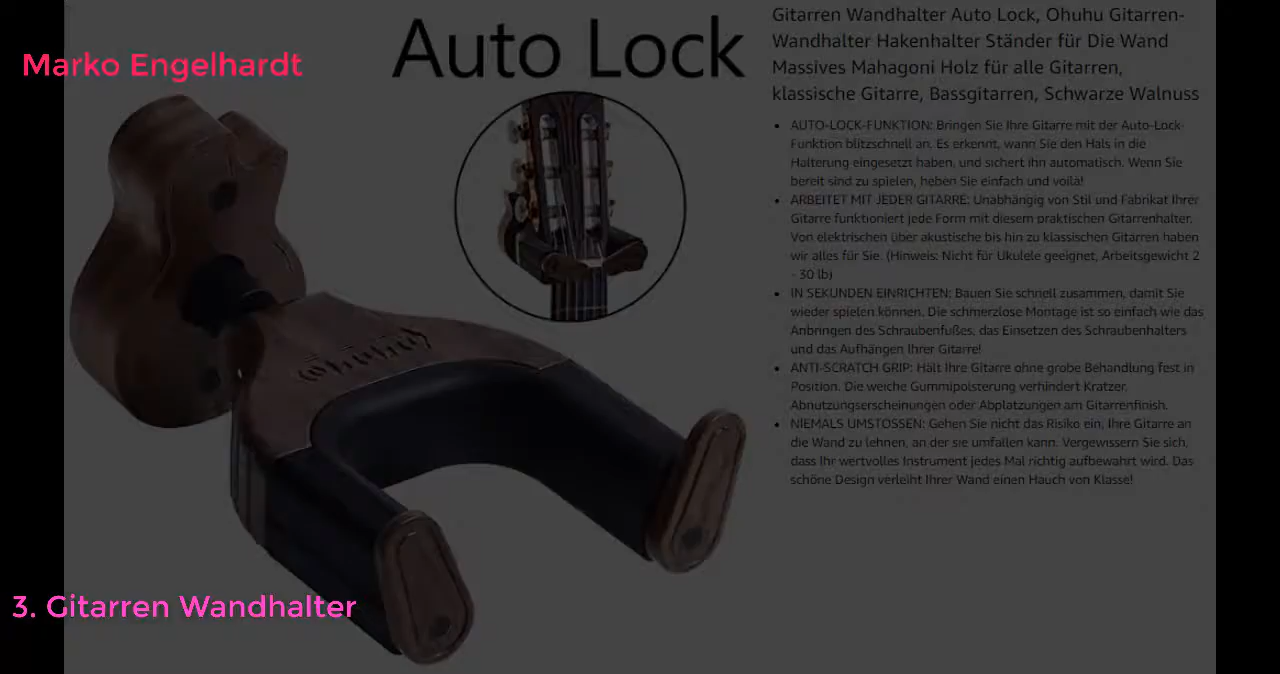 Marko Engelhardt
Auto Lock
ohuhu
3. Gitarren Wandhalter
Gitarren Wandhalter Auto Lock, Ohuhu Gitarren-
Wandhalter Hakenhalter Ständer für Die Wand
Massives Mahagoni Holz für alle Gitarren,
klassische Gitarre, Bassgitarren, Schwarze Walnuss
• AUTO-LOCK-FUNKTION: Bringen Sie Ihre Gitarre mit der Auto-Lock-
Funktion blitzschnell an. Es erkennt, wann Sie den Hals in die
Halterung eingesetzt haben, und sichert ihn automatisch. Wenn Sie
bereit sind zu spielen, heben Sie einfach und voilà!
• ARBEITET MIT JEDER GITARRE: Unabhängig von Stil und Fabrikat Ihrer
Gitarre funktioniert jede Form mit diesem praktischen Gitarrenhalter.
Von elektrischen über akustische bis hin zu klassischen Gitarren haben
wir alles für Sie. (Hinweis: Nicht für Ukulele geeignet, Arbeitsgewicht 2
- 30 lb)
• IN SEKUNDEN EINRICHTEN: Bauen Sie schnell zusammen, damit Sie
wieder spielen können. Die schmerzlose Montage ist so einfach wie das
Anbringen des Schraubenfußes, das Einsetzen des Schraubenhalters
und das Aufhängen Ihrer Gitarre!
• ANTI-SCRATCH GRIP: Hält Ihre Gitarre ohne grobe Behandlung fest in
Position. Die weiche Gummipolsterung verhindert Kratzer,
Abnutzungserscheinungen oder Abplatzungen am Gitarrenfinish.
• NIEMALS UMSTOSSEN: Gehen Sie nicht das Risiko ein, Ihre Gitarre an
die Wand zu lehnen, an der sie umfallen kann. Vergewissern Sie sich,
dass Ihr wertvolles Instrument jedes Mal richtig aufbewahrt wird. Das
schöne Design verleiht Ihrer Wand einen Hauch von Klasse!